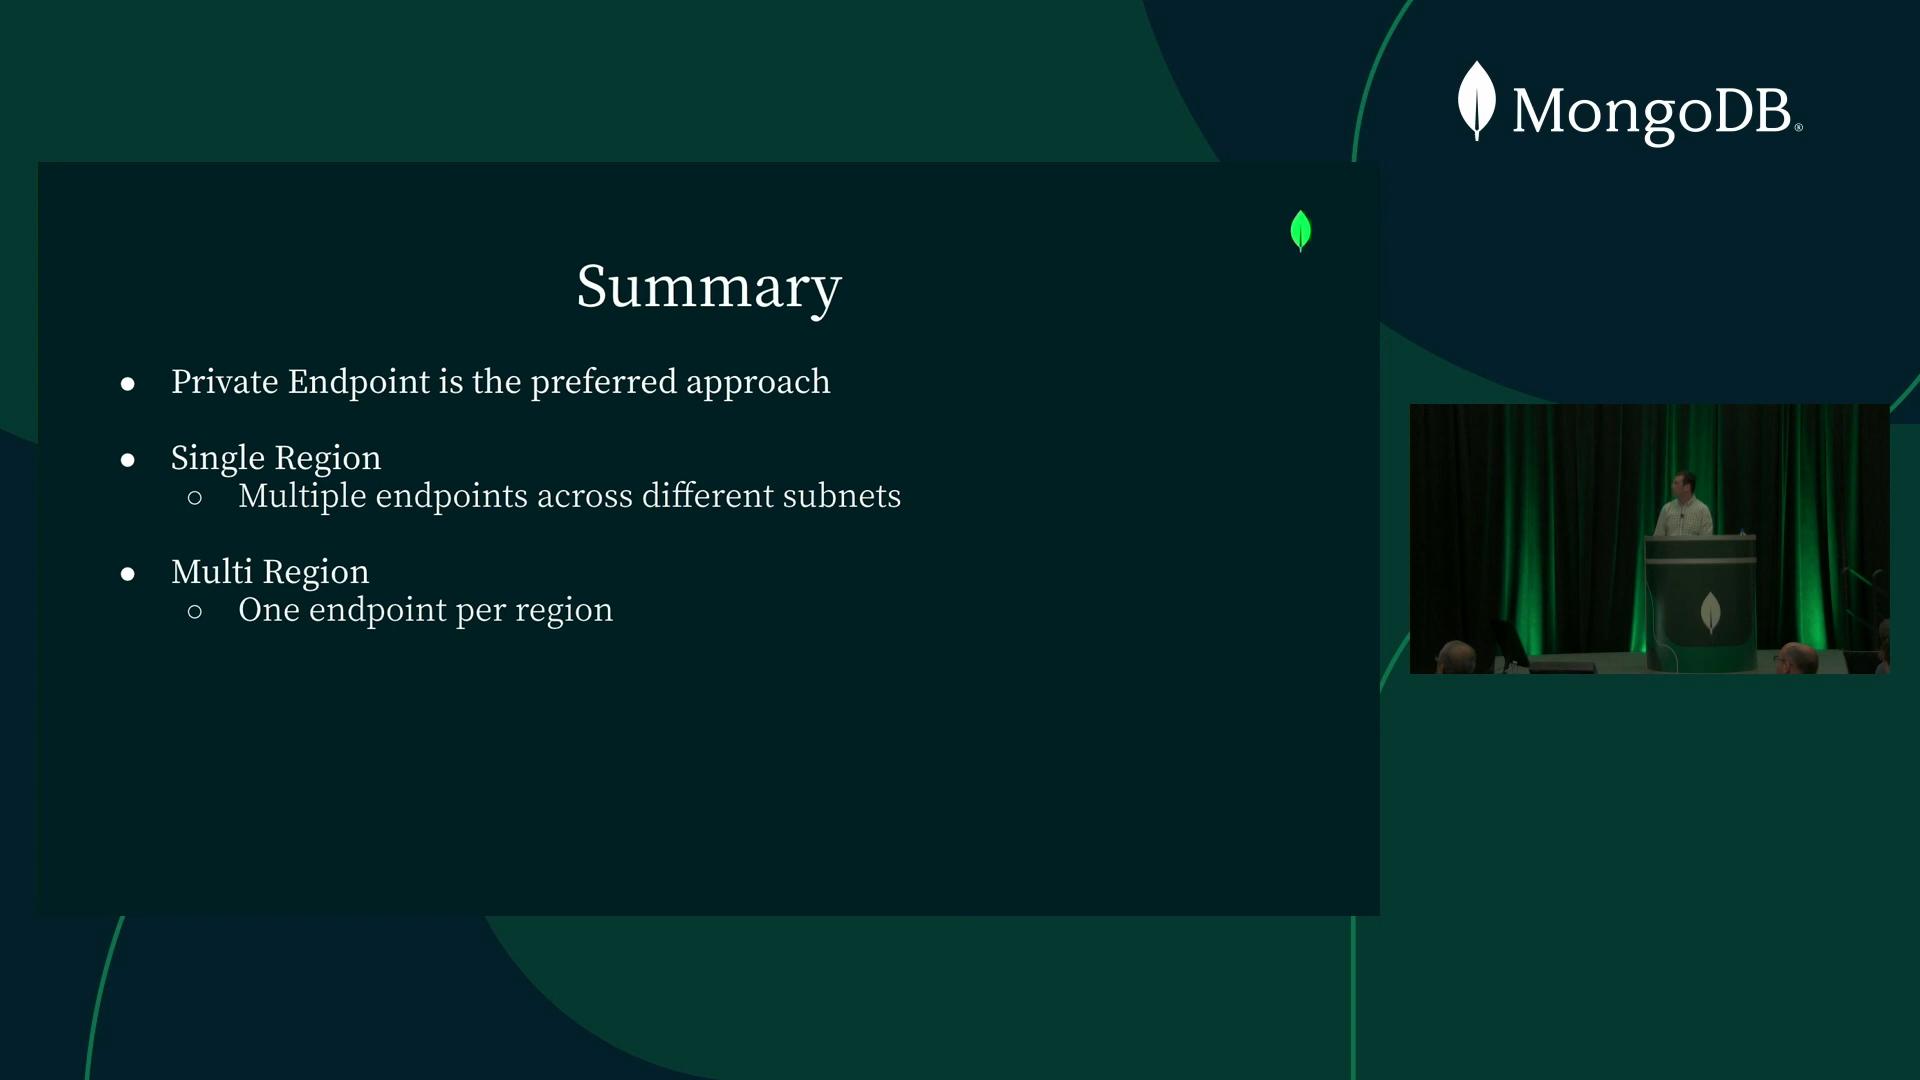 MongoDB®
Summary
● Private Endpoint is the preferred approach
● Single Region
○ Multiple endpoints across different subnets
● Multi Region
○ One endpoint per region